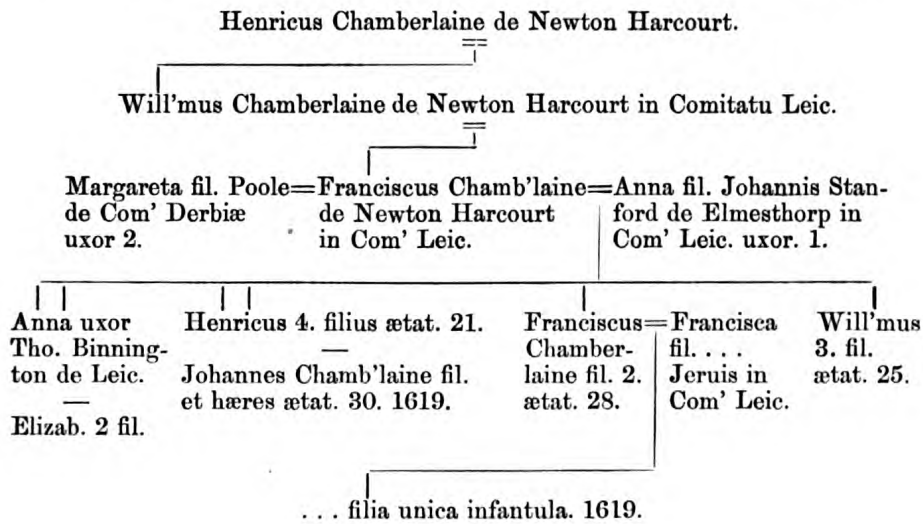 Henricus Chamberlaine de Newton Harcourt.
Will'mus Chamberlaine de Newton Harcourt in Comitatu Leic.
Margareta fil. Poole=Franciscus Chamb'laine=Anna fil. Johannis Stan-
de Com' Derbiæ
uxor 2.
de Newton Harcourt
in Com' Leic.
ford de Elmesthorp in
Com' Leic. uxor. 1.
Anna uxor
Tho. Binning-
ton de Leic.
—
Elizab. 2 fil.
Henricus 4. filius ætat. 21.
—
Johannes Chamb'laine fil.
et hæres ætat. 30. 1619.
Franciscus=Francisca
Chamber-
laine fil. 2.
ætat. 28.
fil. . . .
Jeruis in
Com' Leic.
Will'mus
3. fil.
ætat. 25.
. . . filia unica infantula. 1619.